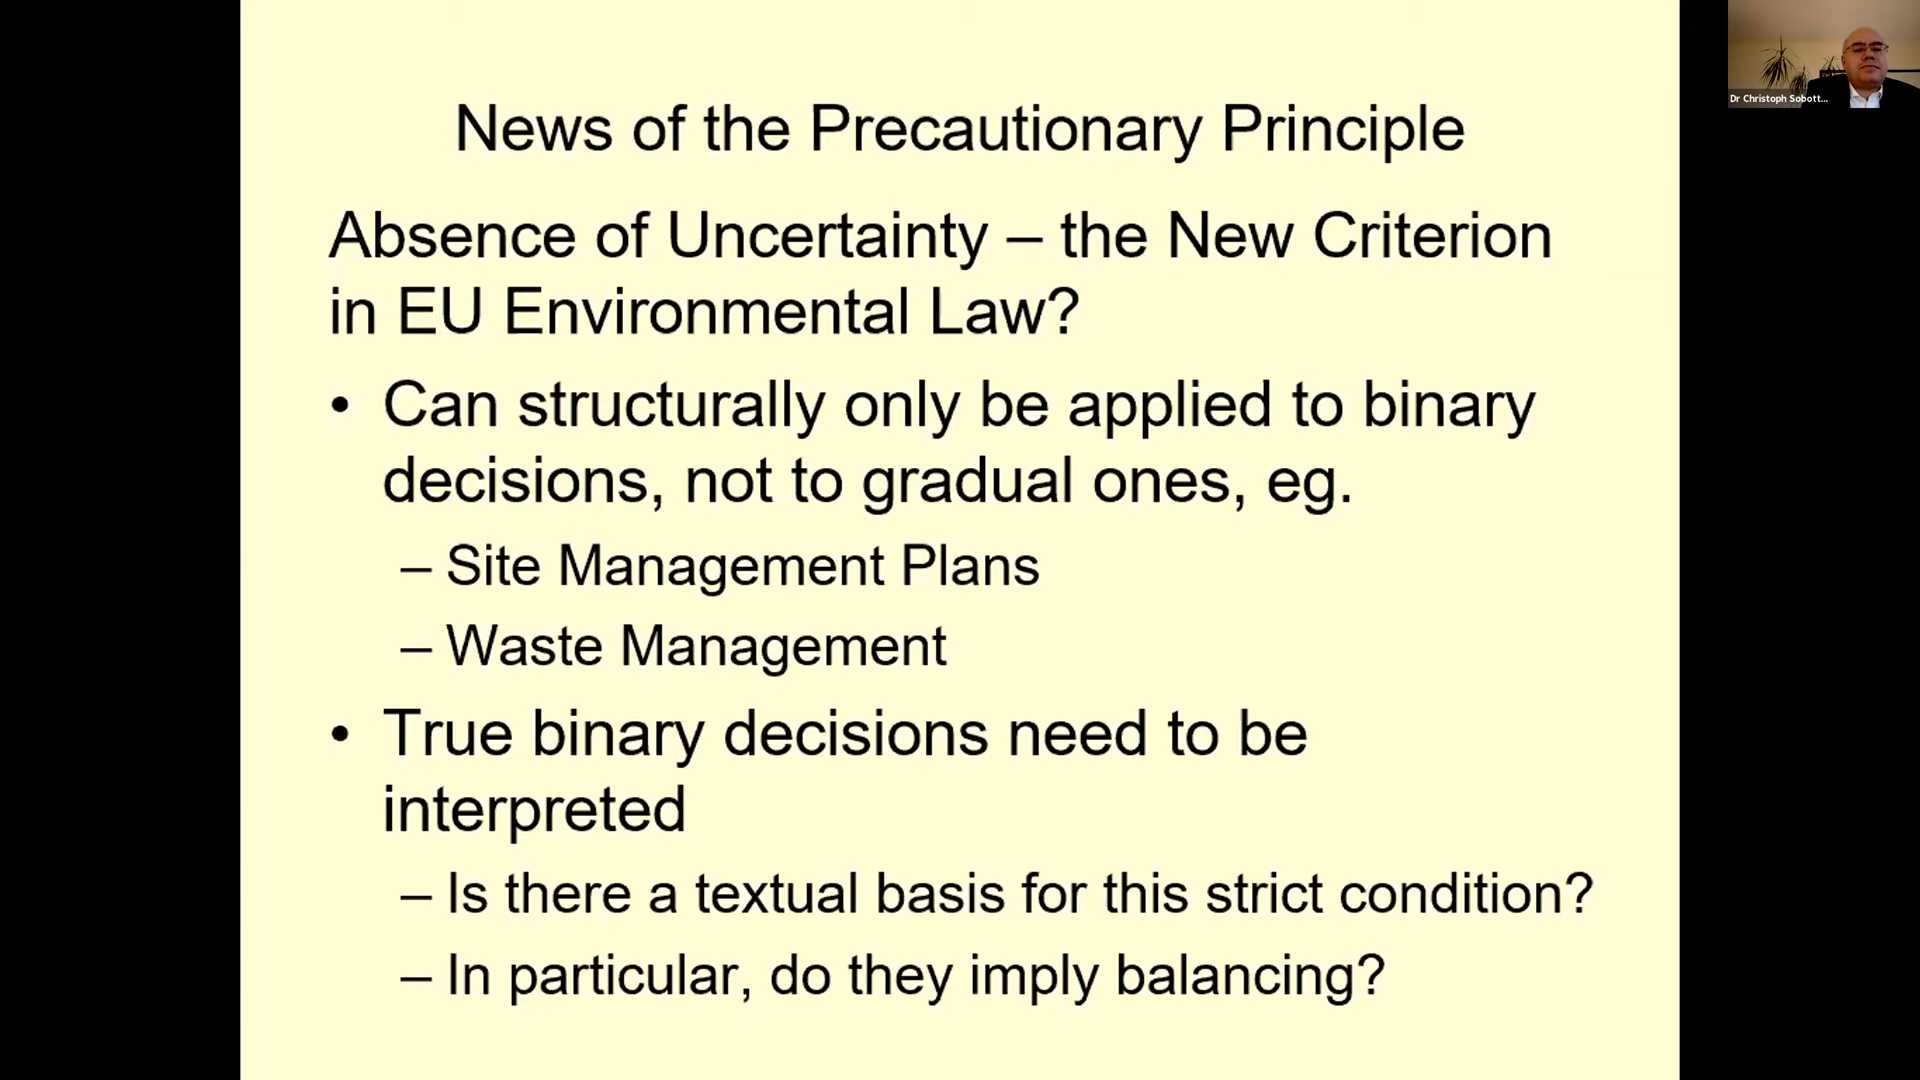 News of the Precautionary Principle
Absence of Uncertainty – the New Criterion
in EU Environmental Law?
• Can structurally only be applied to binary
decisions, not to gradual ones, eg.
– Site Management Plans
– Waste Management
• True binary decisions need to be
interpreted
– Is there a textual basis for this strict condition?
– In particular, do they imply balancing?
Dr Christoph Sobott...